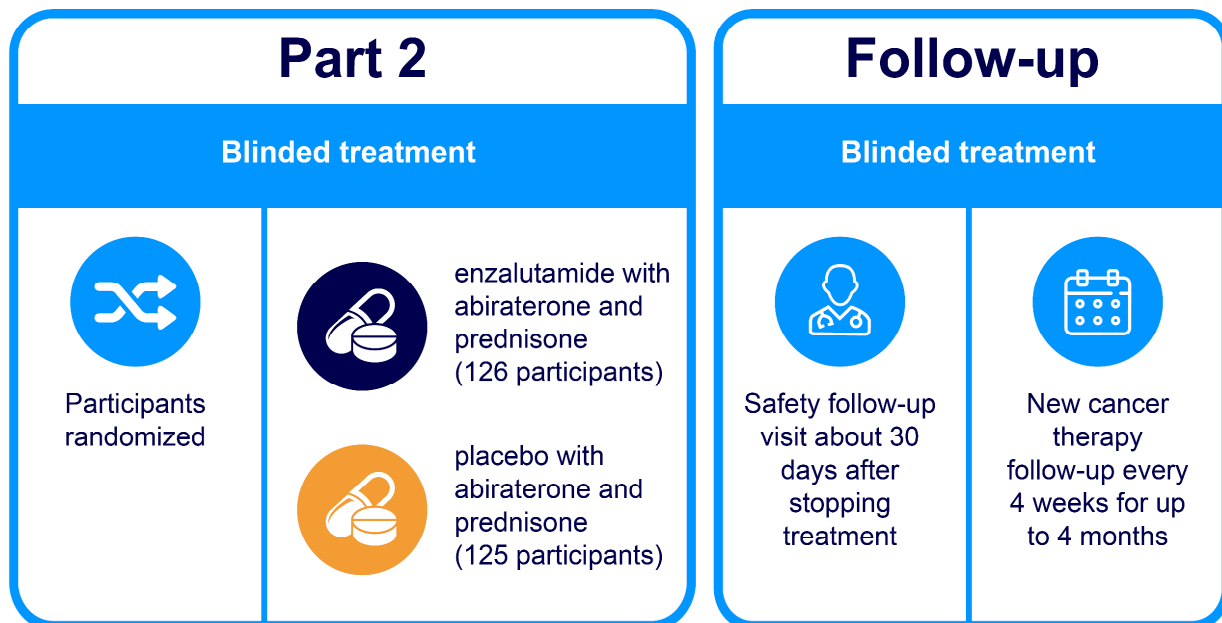 Part 2
Blinded treatment
Participants
randomized
enzalutamide with
abiraterone and
prednisone
(126 participants)
placebo with
abiraterone and
prednisone
(125 participants)
Follow-up
Blinded treatment
Safety follow-up
visit about 30
days after
stopping
treatment
New cancer
therapy
follow-up every
4 weeks for up
to 4 months